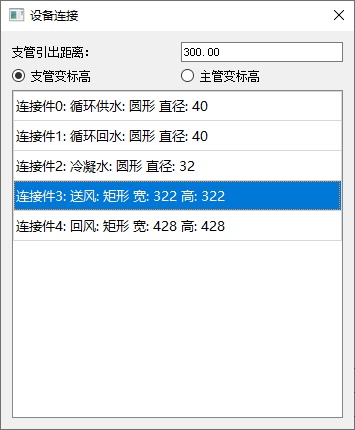 设备连接
支管引出距离: 300.00
支管变标高 主管变标高
连接件0: 循环供水: 圆形 直径: 40
连接件1: 循环回水: 圆形 直径: 40
连接件2: 冷凝水: 圆形 直径: 32
连接件3: 送风: 矩形 宽: 322 高: 322
连接件4: 回风: 矩形 宽: 428 高: 428